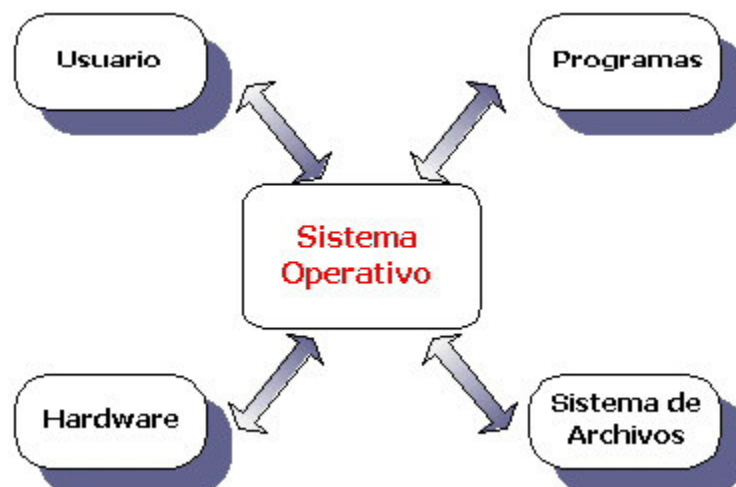 Usuario
Programas
Sistema
Operativo
Hardware
Sistema de
Archivos